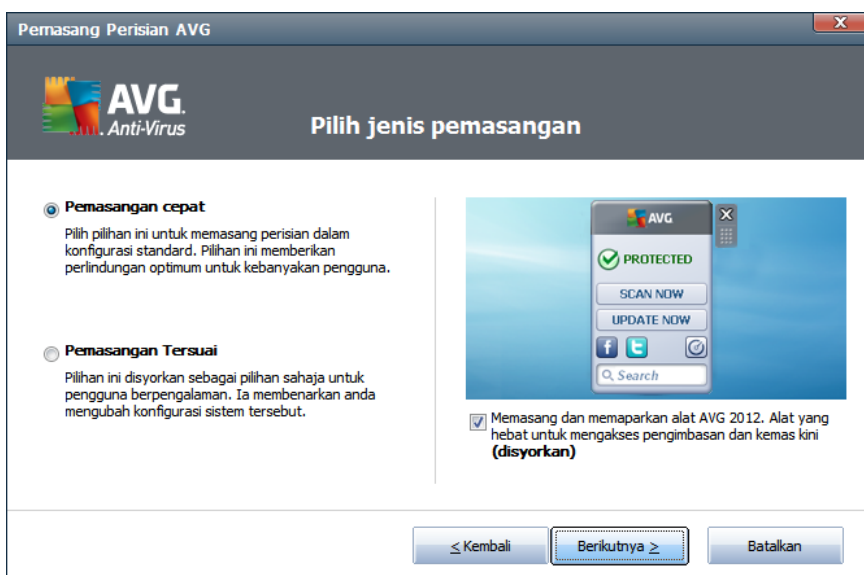 Pemasang Perisian AVG
X
AVG.
Anti-Virus
Pilih jenis pemasangan
Pemasangan cepat
Pilih pilihan ini untuk memasang perisian dalam
konfigurasi standard. Pilihan ini memberikan
perlindungan optimum untuk kebanyakan pengguna.
Pemasangan Tersuai
Pilihan ini disyorkan sebagai pilihan sahaja untuk
pengguna berpengalaman. Ia membenarkan anda
mengubah konfigurasi sistem tersebut.
AVG
PROTECTED
SCAN NOW
UPDATE NOW
Search
Memasang dan memaparkan alat AVG 2012. Alat yang
hebat untuk mengakses pengimbasan dan kemas kini
(disyorkan)
< Kembali
Berikutnya >
Batalkan